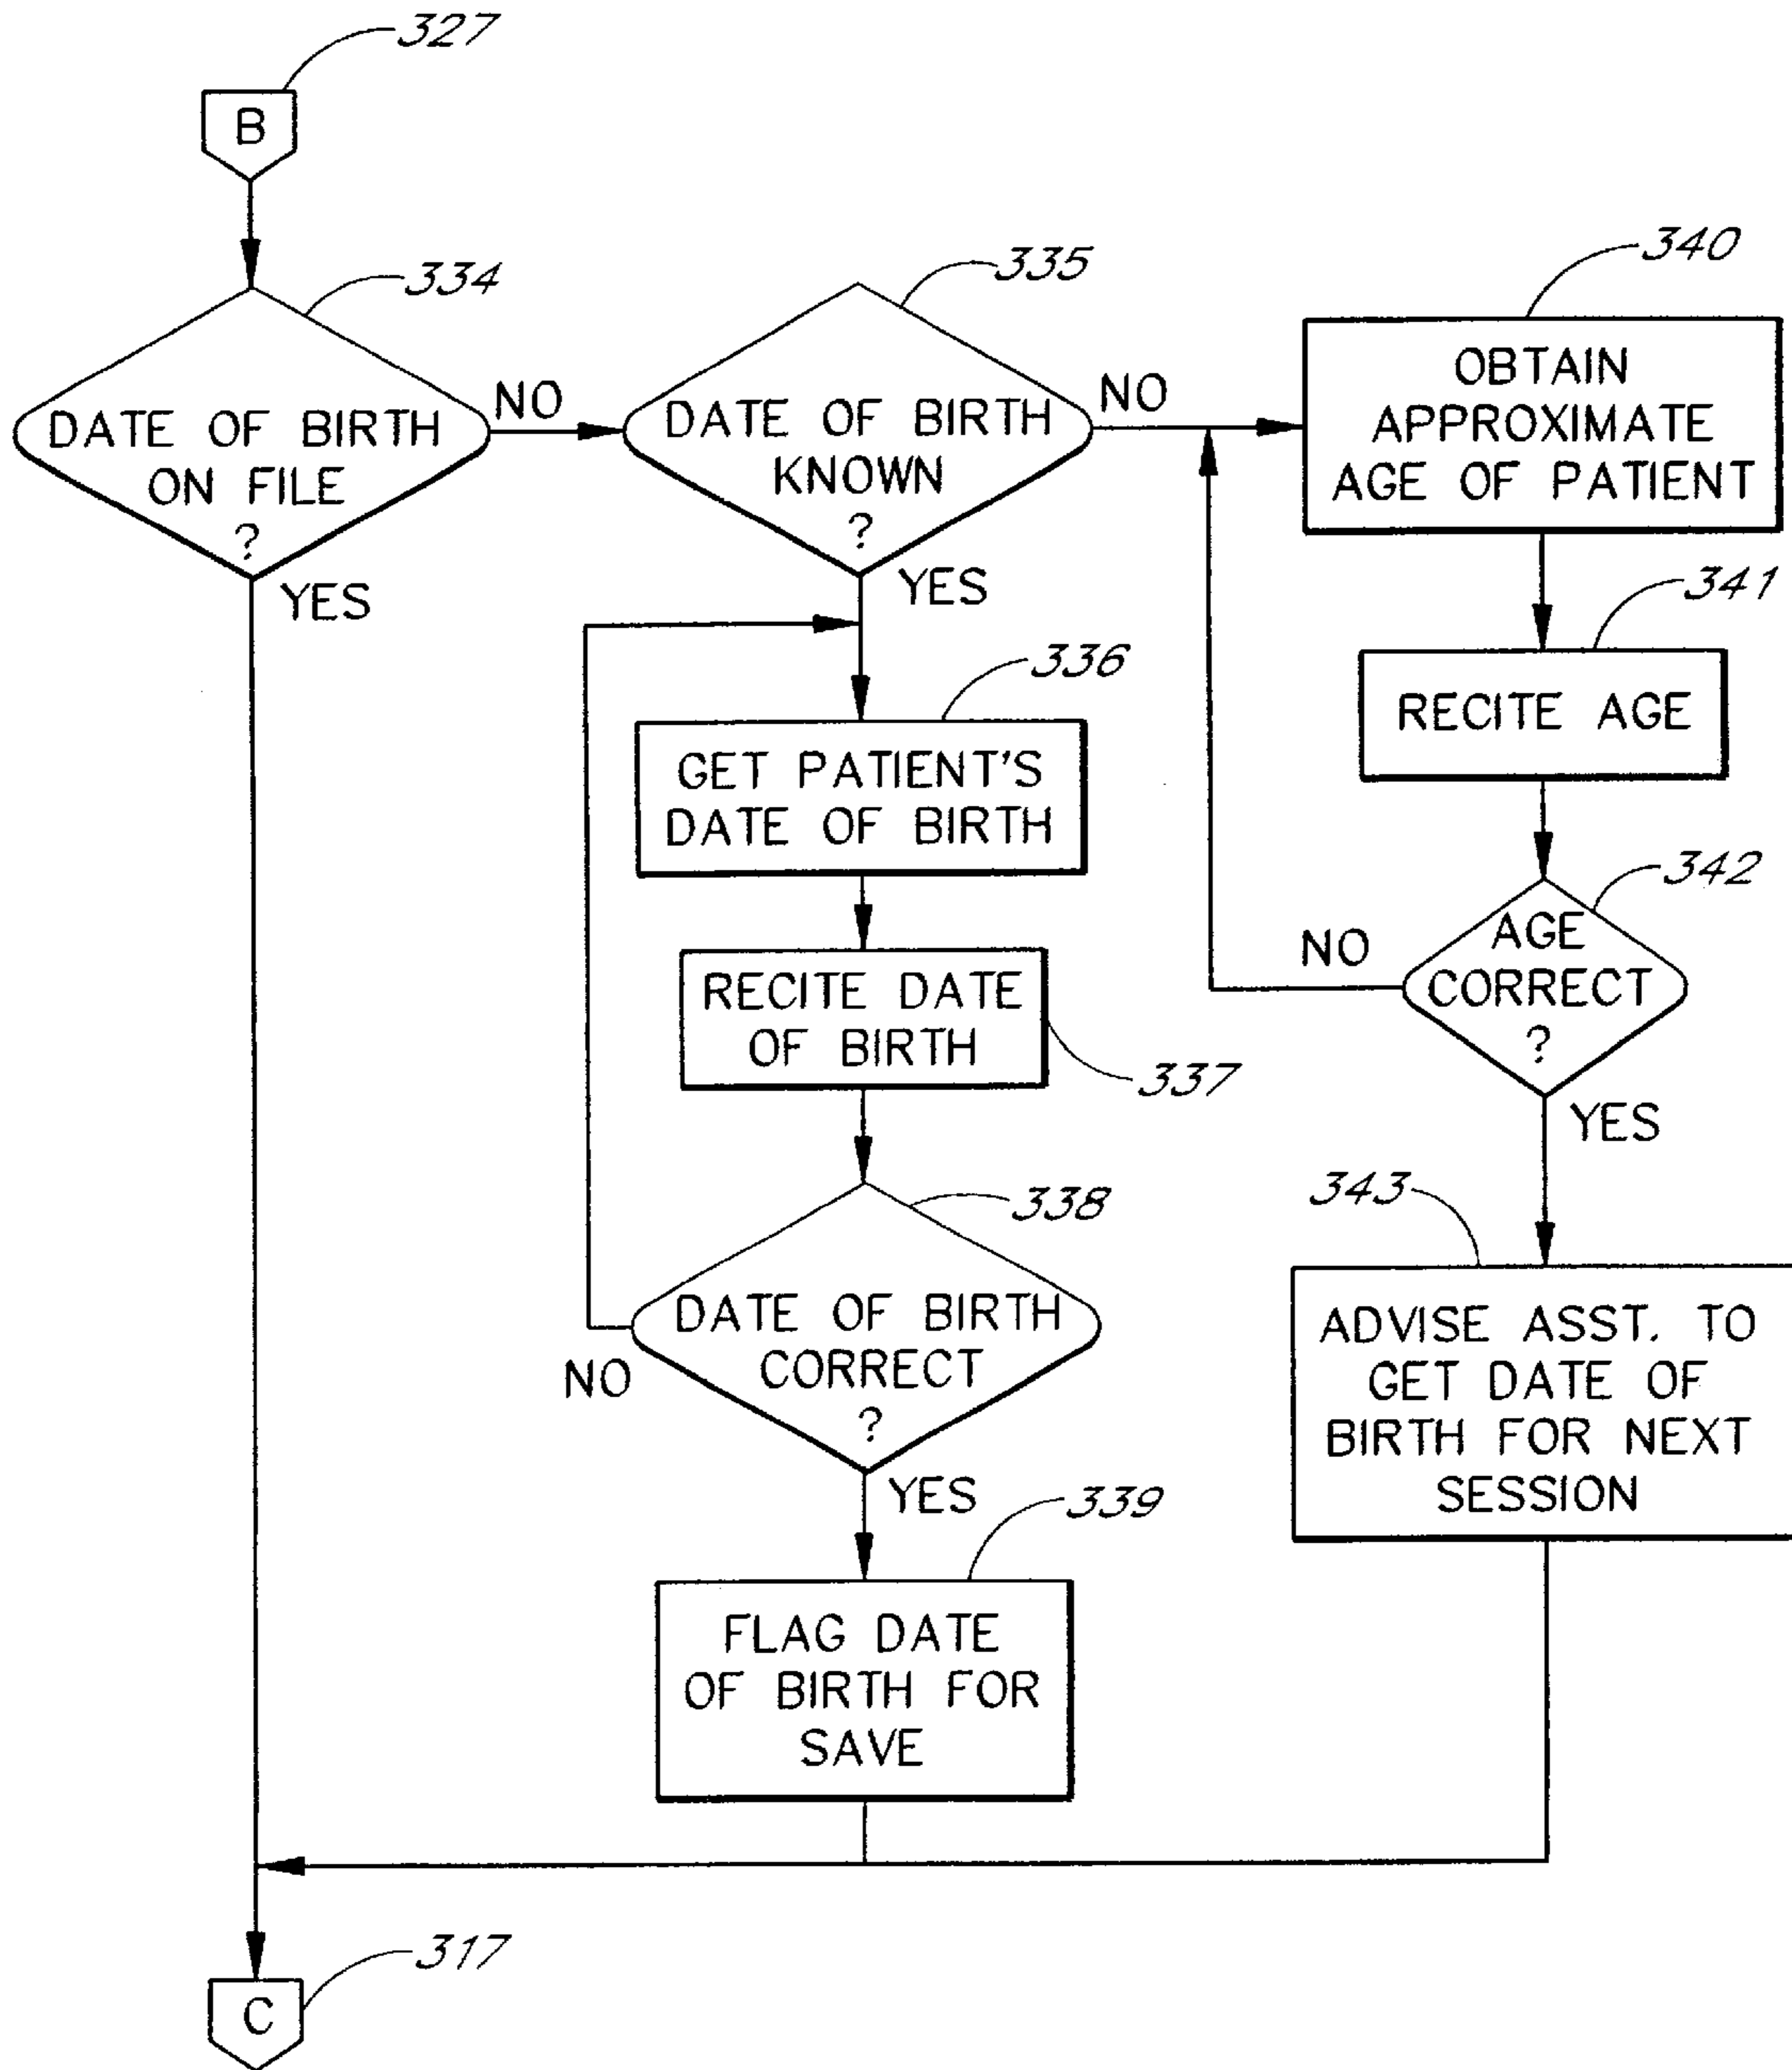 327
B
334
DATE OF BIRTH
ON FILE
?
NO
YES
335
DATE OF BIRTH
KNOWN
?
NO
YES
340
OBTAIN
APPROXIMATE
AGE OF PATIENT
341
RECITE AGE
342
AGE
CORRECT
?
NO
YES
336
GET PATIENT'S
DATE OF BIRTH
RECITE DATE
OF BIRTH
337
338
DATE OF BIRTH
CORRECT
?
NO
YES
339
FLAG DATE
OF BIRTH FOR
SAVE
343
ADVISE ASST. TO
GET DATE OF
BIRTH FOR NEXT
SESSION
317
C